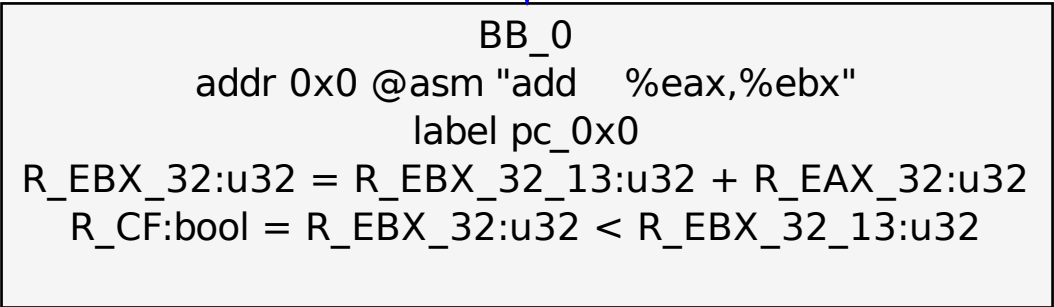 BB_0
addr 0x0 @asm "add    %eax,%ebx"
label pc_0x0
R_EBX_32:u32 = R_EBX_32_13:u32 + R_EAX_32:u32
R_CF:bool = R_EBX_32:u32 < R_EBX_32_13:u32